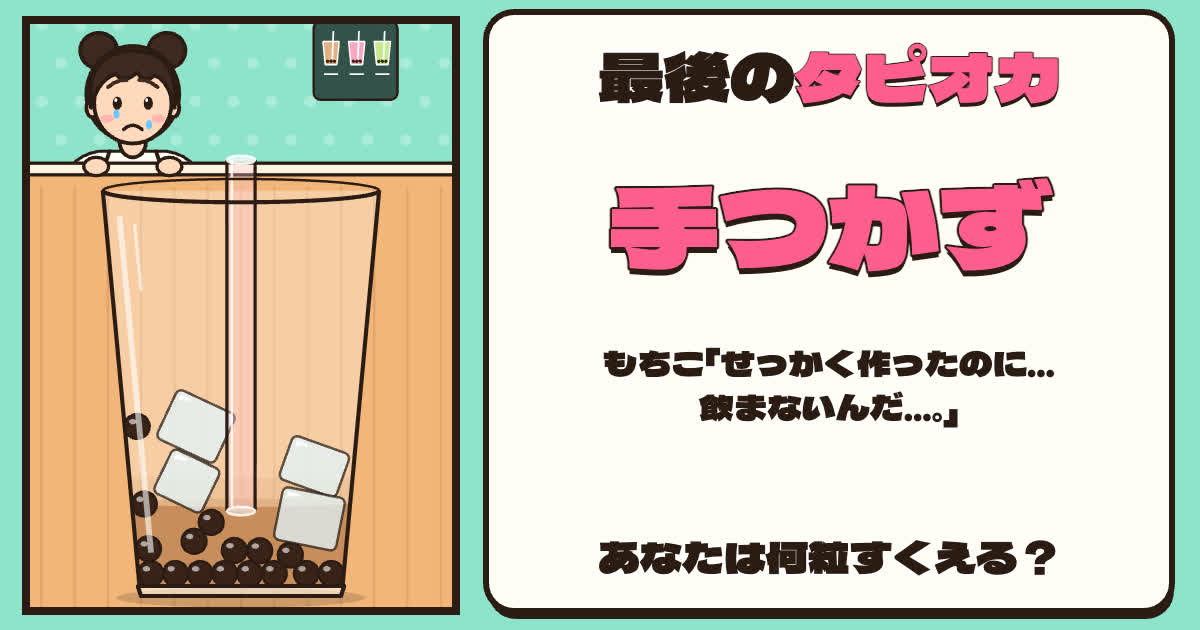 最後のタピオカ
手つかず
もちこ「せっかく作ったのに…
飲まないんだ…。」
あなたは何粒すくえる？